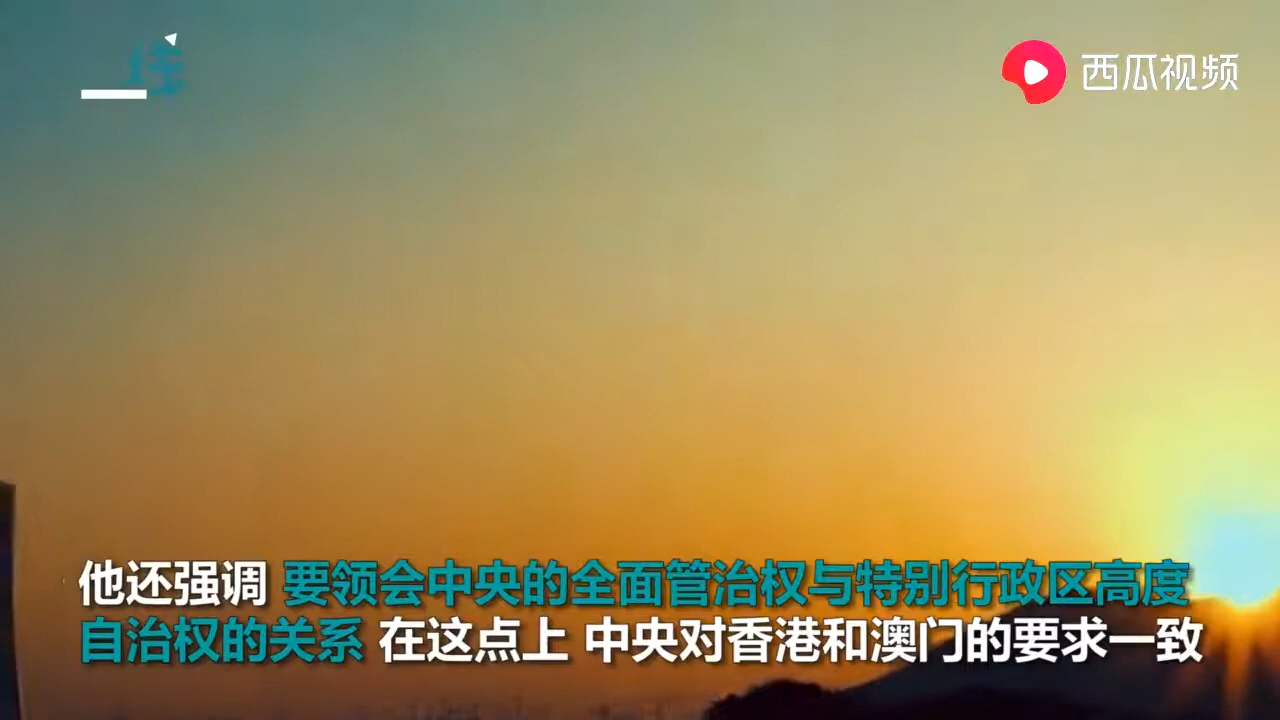 西瓜视频
他还强调 要领会中央的全面管治权与特别行政区高度
自治权的关系 在这点上 中央对香港和澳门的要求一致